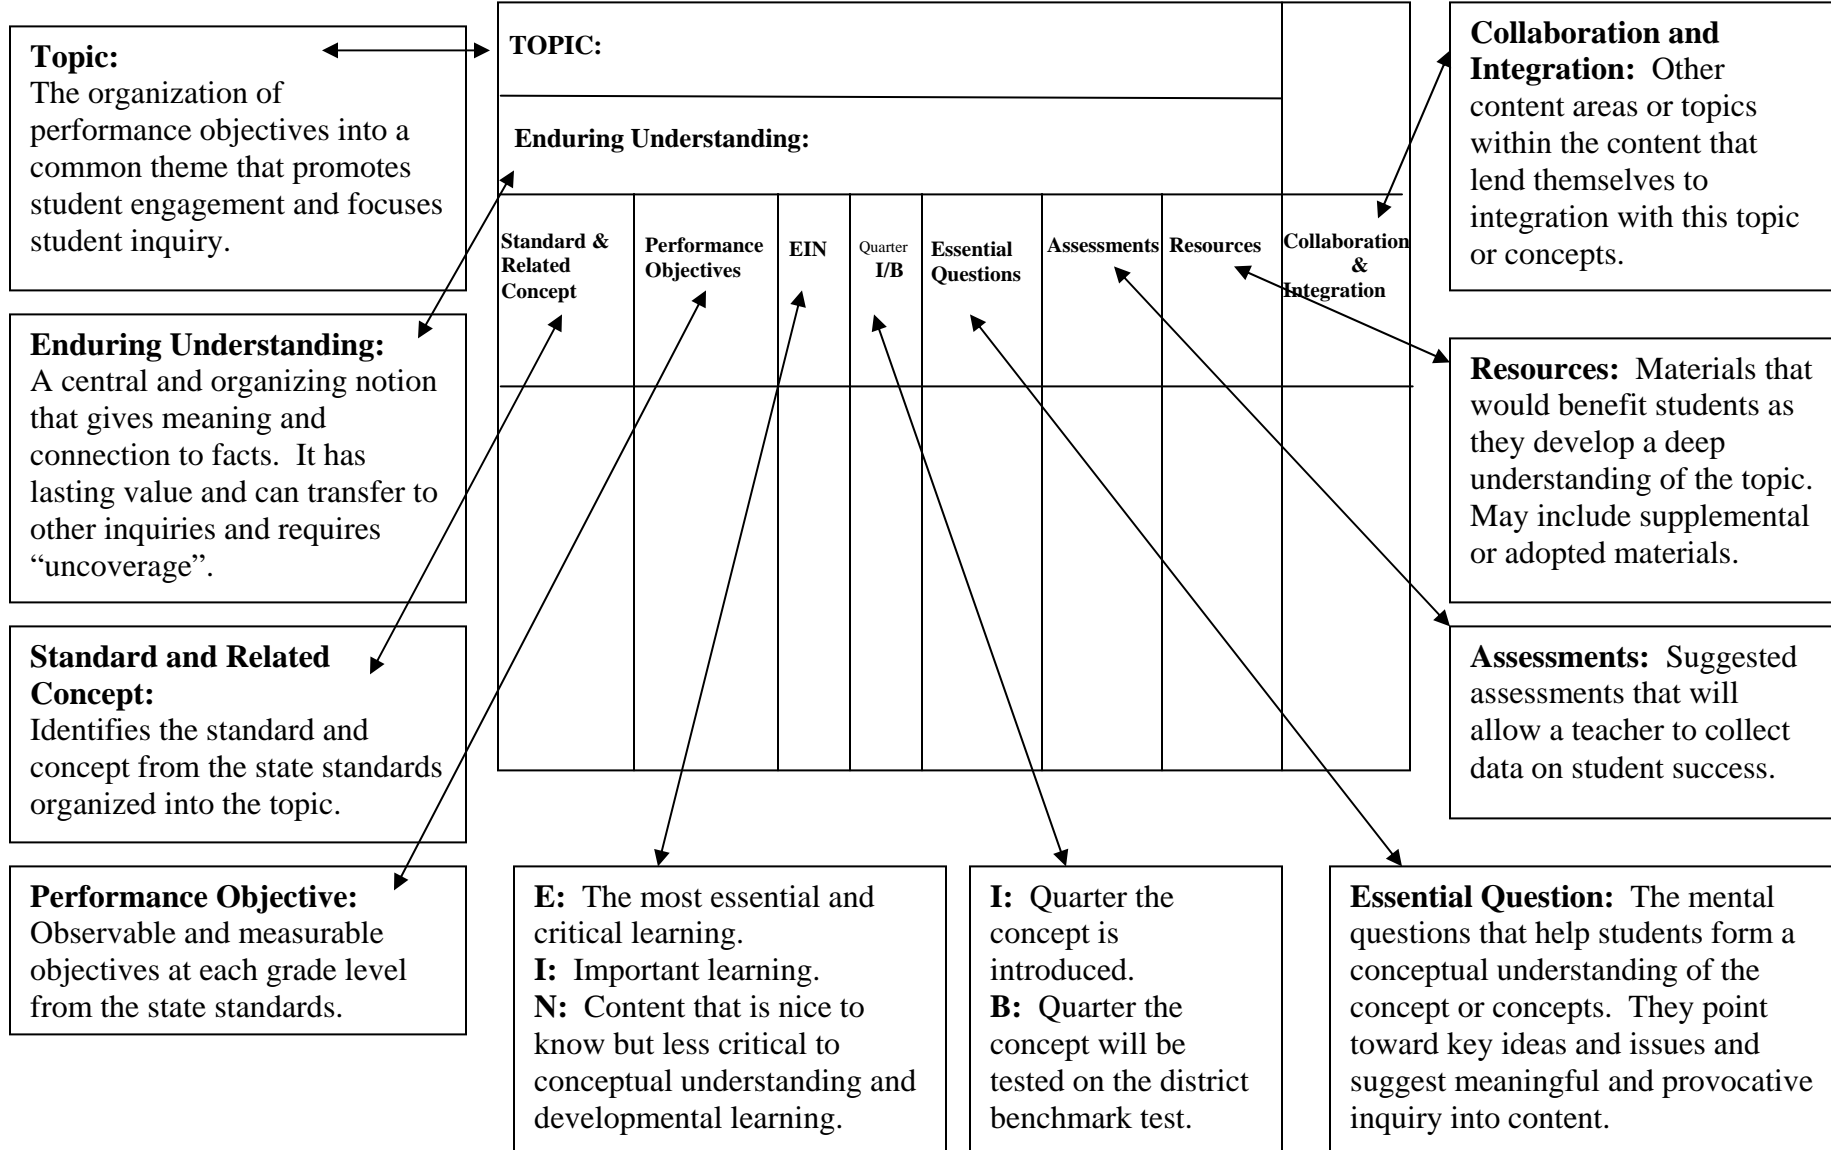 Topic:
The organization of
performance objectives into a
common theme that promotes
student engagement and focuses
student inquiry.
Enduring Understanding:
A central and organizing notion
that gives meaning and
connection to facts.  It has
lasting value and can transfer to
other inquiries and requires
“uncoverage”.
Standard and Related
Concept:
Identifies the standard and
concept from the state standards
organized into the topic.
Performance Objective:
Observable and measurable
objectives at each grade level
from the state standards.
TOPIC:
Enduring Understanding:
Standard &
Related
Concept
Performance
Objectives
EIN
Quarter
I/B
Essential
Questions
Assessments
Resources
Collaboration
&
Integration
E:  The most essential and
critical learning.
I:  Important learning.
N:  Content that is nice to
know but less critical to
conceptual understanding and
developmental learning.
I:  Quarter the
concept is
introduced.
B:  Quarter the
concept will be
tested on the district
benchmark test.
Collaboration and
Integration:  Other
content areas or topics
within the content that
lend themselves to
integration with this topic
or concepts.
Resources:  Materials that
would benefit students as
they develop a deep
understanding of the topic.
May include supplemental
or adopted materials.
Assessments:  Suggested
assessments that will
allow a teacher to collect
data on student success.
Essential Question:  The mental
questions that help students form a
conceptual understanding of the
concept or concepts.  They point
toward key ideas and issues and
suggest meaningful and provocative
inquiry into content.